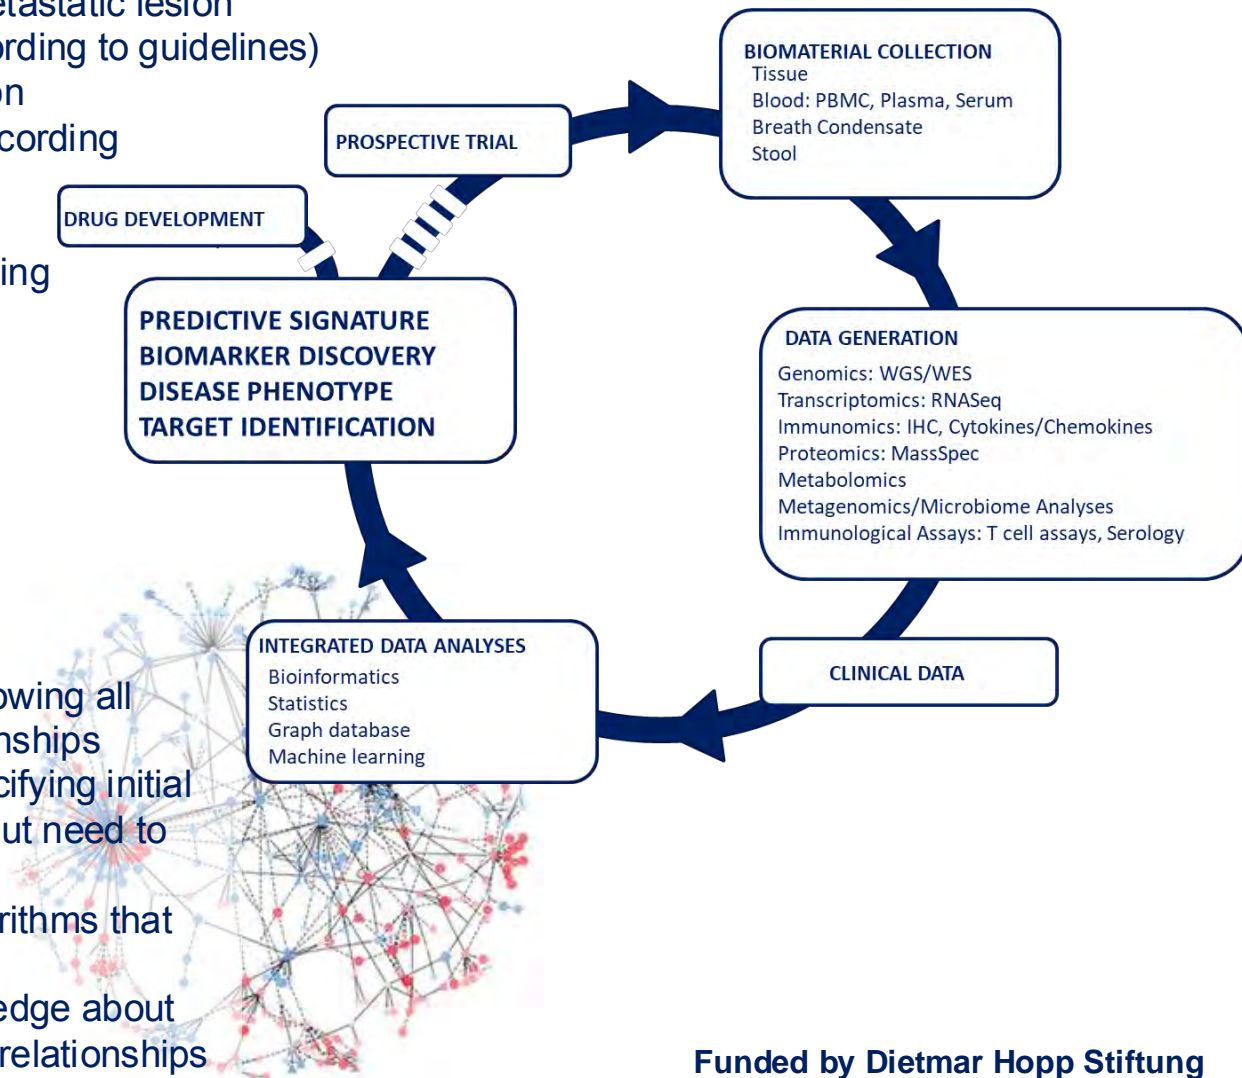 etastatic lesion
ording to guidelines)
on
cording
ing
owing all
nships
cifying initial
ut need to
rithms that
edge about
relationships
PROSPECTIVE TRIAL
DRUG DEVELOPMENT
PREDICTIVE SIGNATURE
BIOMARKER DISCOVERY
DISEASE PHENOTYPE
TARGET IDENTIFICATION
BIOMATERIAL COLLECTION
Tissue
Blood: PBMC, Plasma, Serum
Breath Condensate
Stool
DATA GENERATION
Genomics: WGS/WES
Transcriptomics: RNASeq
Immunomics: IHC, Cytokines/Chemokines
Proteomics: MassSpec
Metabolomics
Metagenomics/Microbiome Analyses
Immunological Assays: T cell assays, Serology
CLINICAL DATA
INTEGRATED DATA ANALYSES
Bioinformatics
Statistics
Graph database
Machine learning
Funded by Dietmar Hopp Stiftung